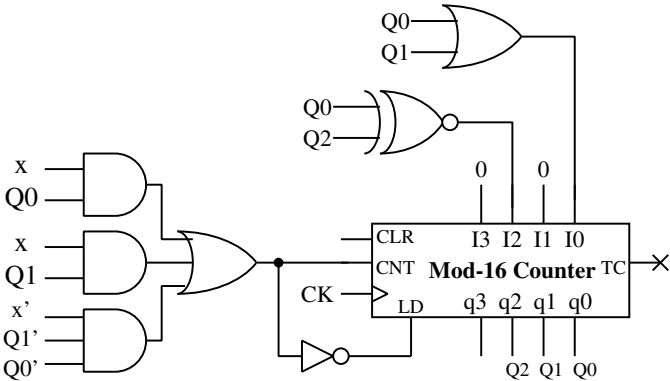 Q0
Q1
Q0
Q2
0
0
x
Q0
x
Q1
x'
Q1'
Q0'
I3 I2 I1 I0
CLR
CNT Mod-16 Counter TC
CK
LD
q3 q2 q1 q0
Q2 Q1 Q0